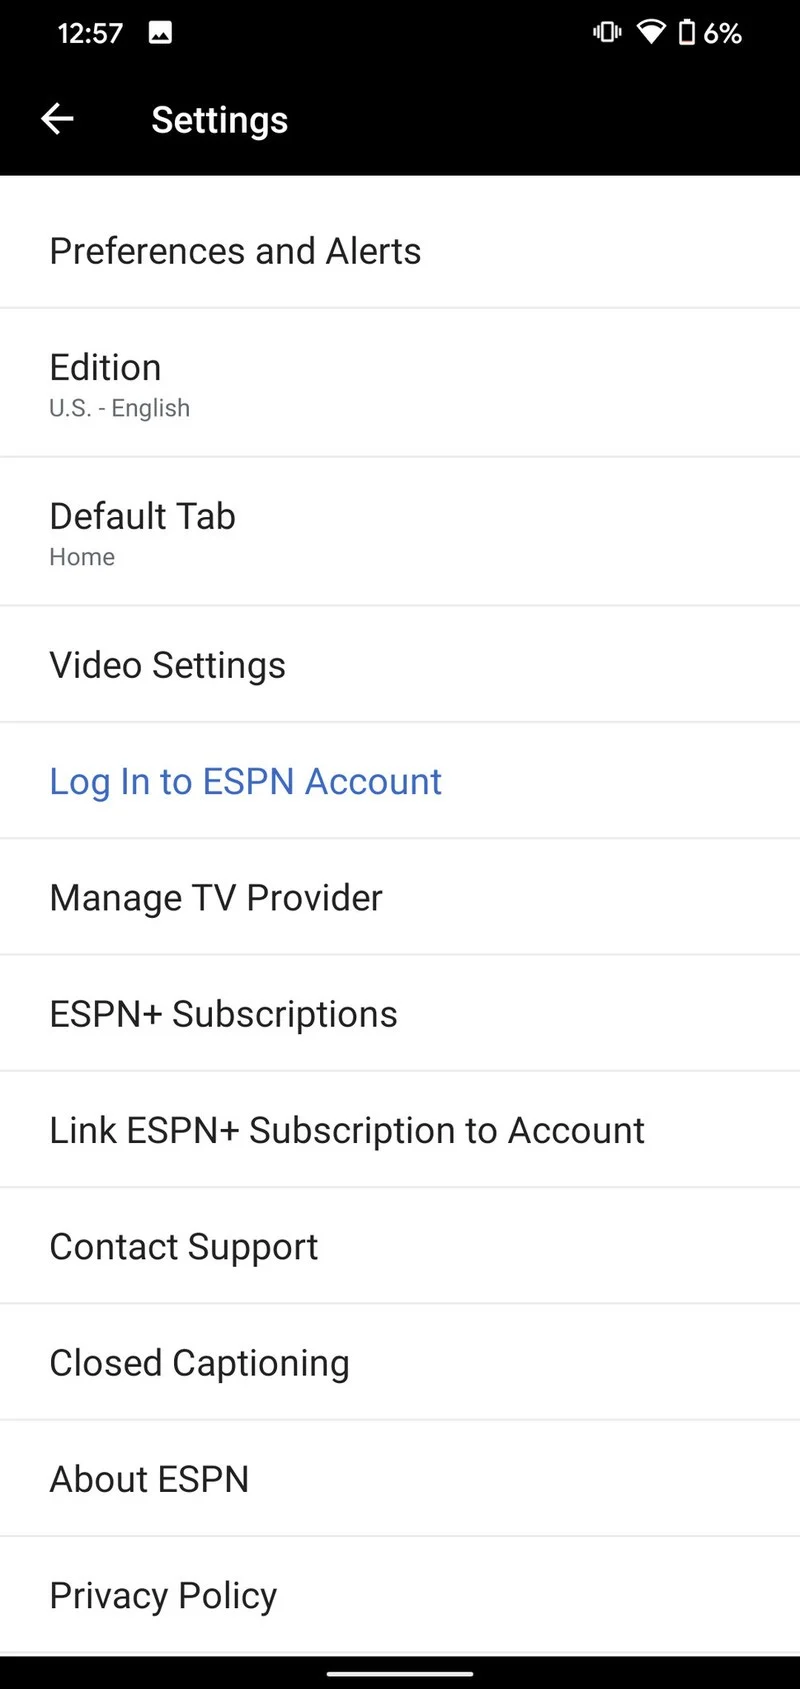 12:57 6%
Settings
Preferences and Alerts
Edition
U.S. - English
Default Tab
Home
Video Settings
Log In to ESPN Account
Manage TV Provider
ESPN+ Subscriptions
Link ESPN+ Subscription to Account
Contact Support
Closed Captioning
About ESPN
Privacy Policy